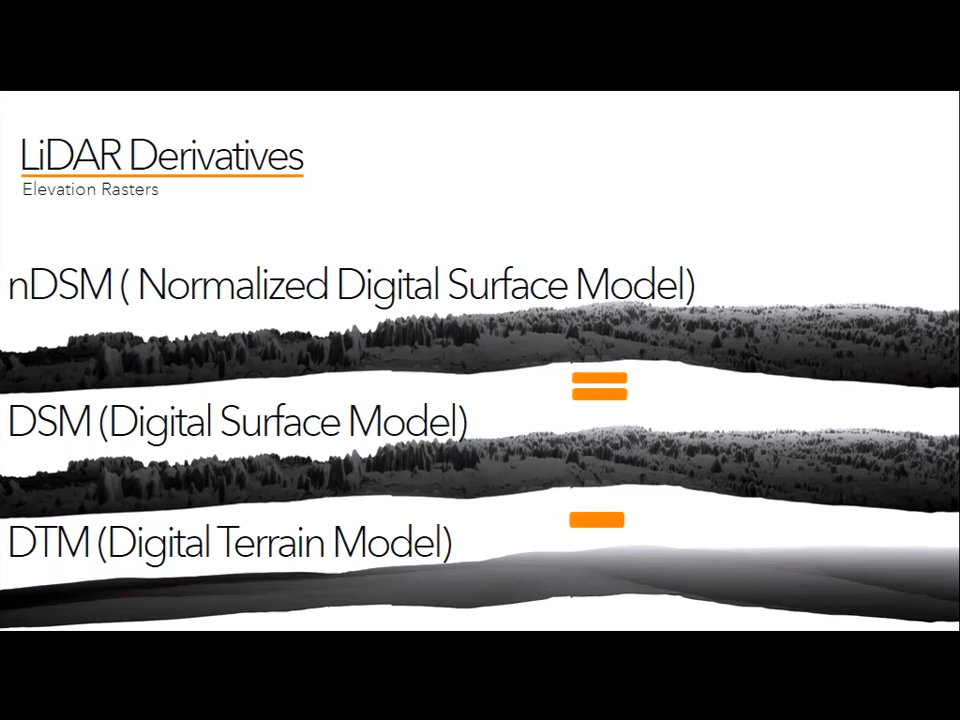 LiDAR Derivatives
Elevation Rasters
nDSM ( Normalized Digital Surface Model)
DSM (Digital Surface Model)
DTM (Digital Terrain Model)